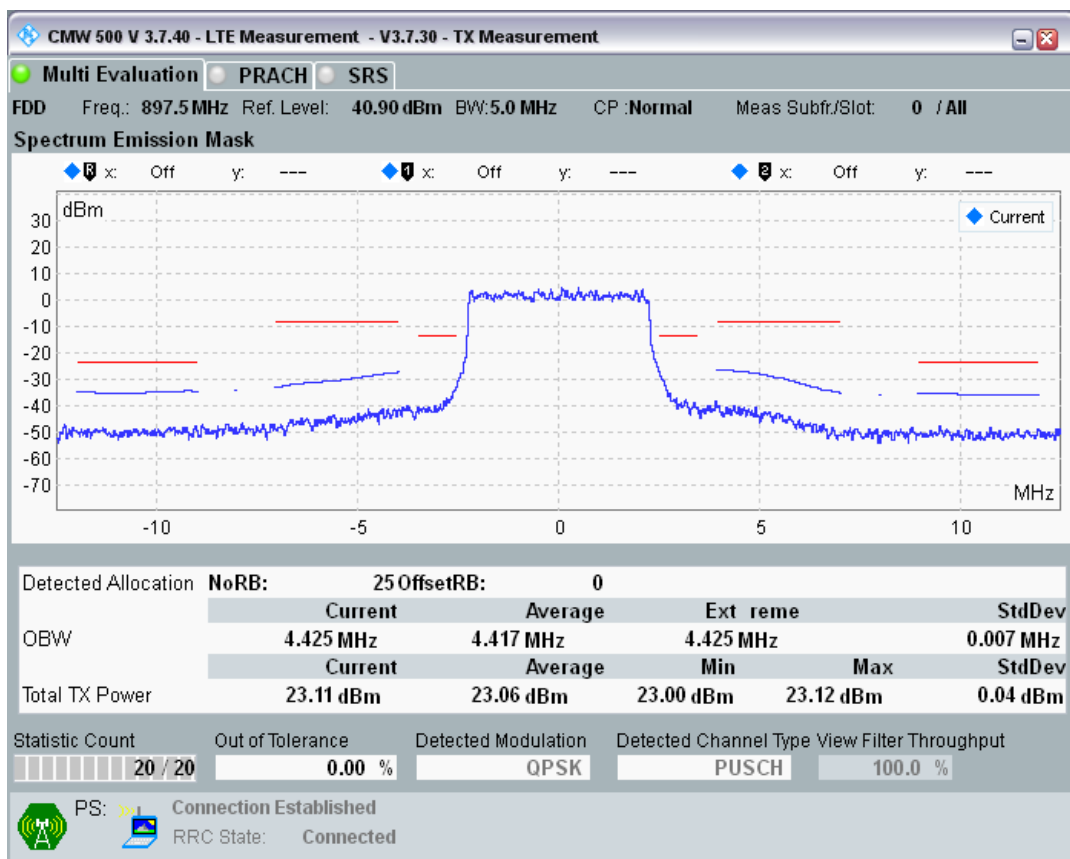 CMW 500 V 3.7.40 - LTE Measurement - V3.7.30 - TX Measurement
Multi Evaluation PRACH SRS
FDD Freq.: 897.5 MHz Ref. Level: 40.90 dBm BW:5.0 MHz CP :Normal Meas Subfr./Slot: 0 / All
Spectrum Emission Mask
R x: Off y: --- 1 x: Off y: --- 2 x: Off y: ---
dBm
Current
30
20
10
0
-10
-20
-30
-40
-50
-60
-70
MHz
-10 -5 0 5 10
Detected Allocation NoRB: 25 OffsetRB: 0
Current Average Ext reme StdDev
OBW 4.425 MHz 4.417 MHz 4.425 MHz 0.007 MHz
Current Average Min Max StdDev
Total TX Power 23.11 dBm 23.06 dBm 23.00 dBm 23.12 dBm 0.04 dBm
Statistic Count Out of Tolerance Detected Modulation Detected Channel Type View Filter Throughput
20 / 20 0.00 % QPSK PUSCH 100.0 %
PS: Connection Established
RRC State: Connected